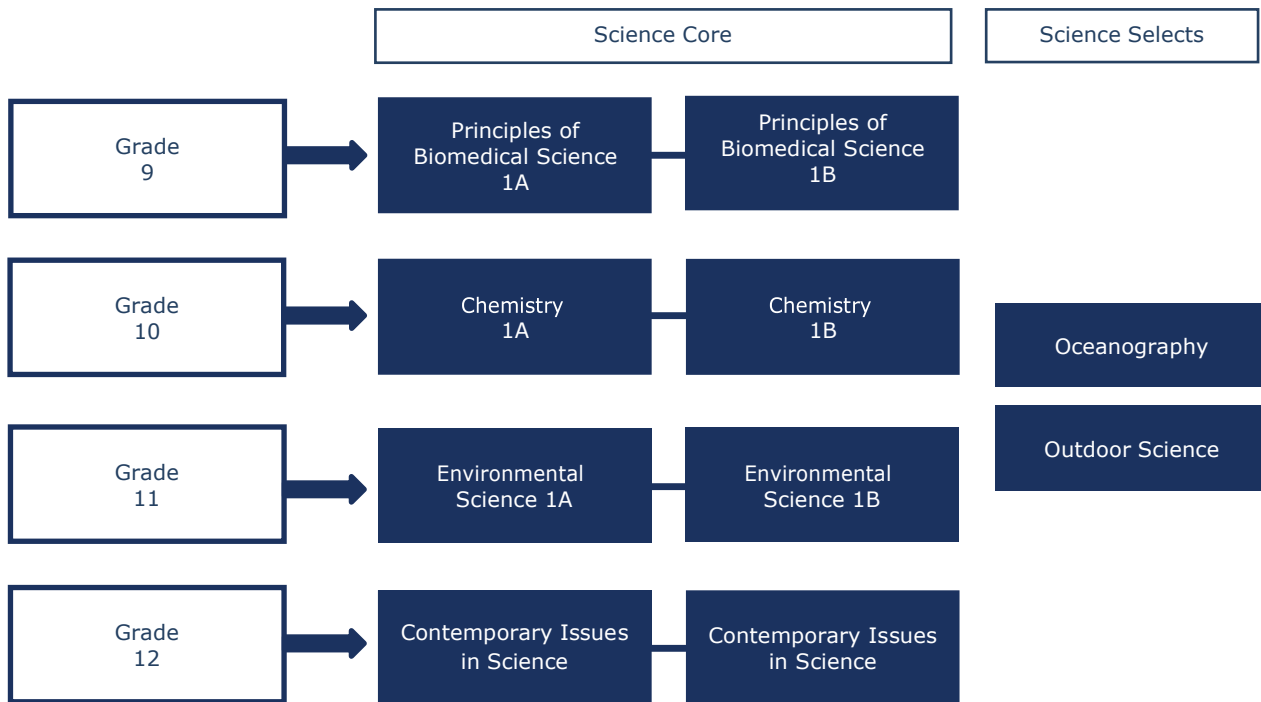 Science Core
Science Selects
Grade
9
Principles of
Biomedical Science
1A
Principles of
Biomedical Science
1B
Grade
10
Chemistry
1A
Chemistry
1B
Oceanography
Outdoor Science
Grade
11
Environmental
Science 1A
Environmental
Science 1B
Grade
12
Contemporary Issues
in Science
Contemporary Issues
in Science